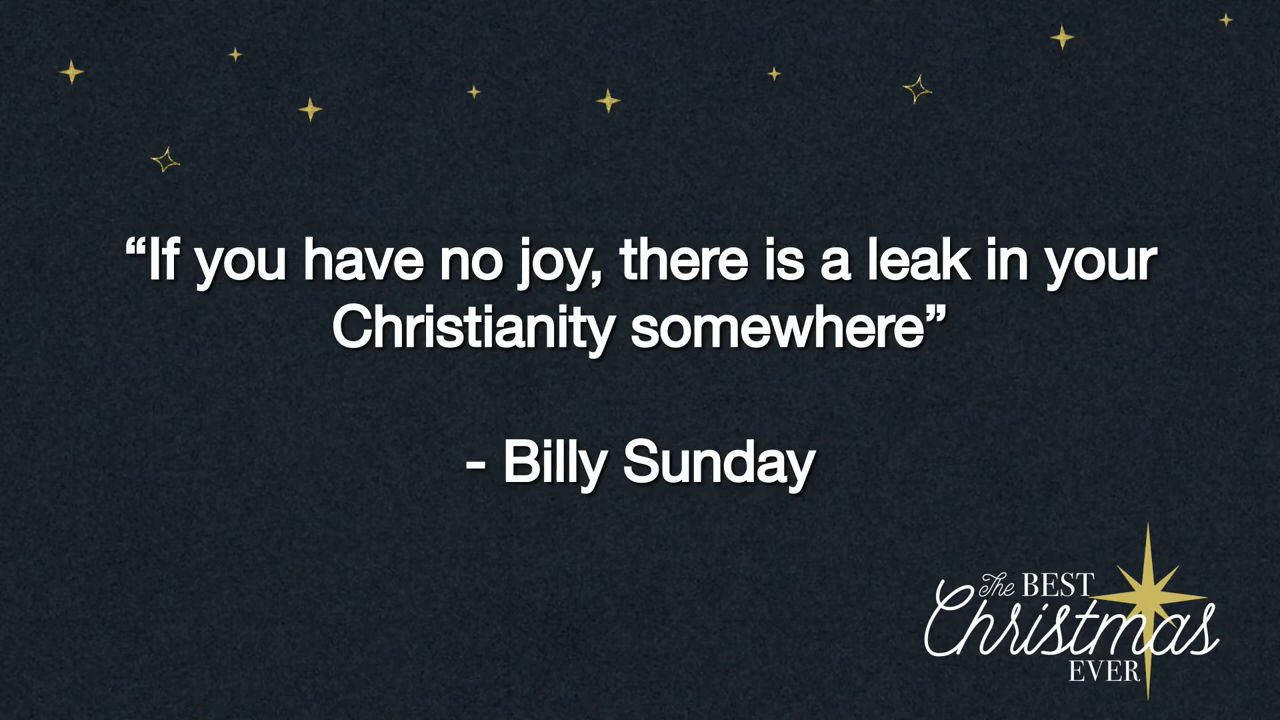 “If you have no joy, there is a leak in your
Christianity somewhere”
- Billy Sunday
The BEST
Christmas
EVER